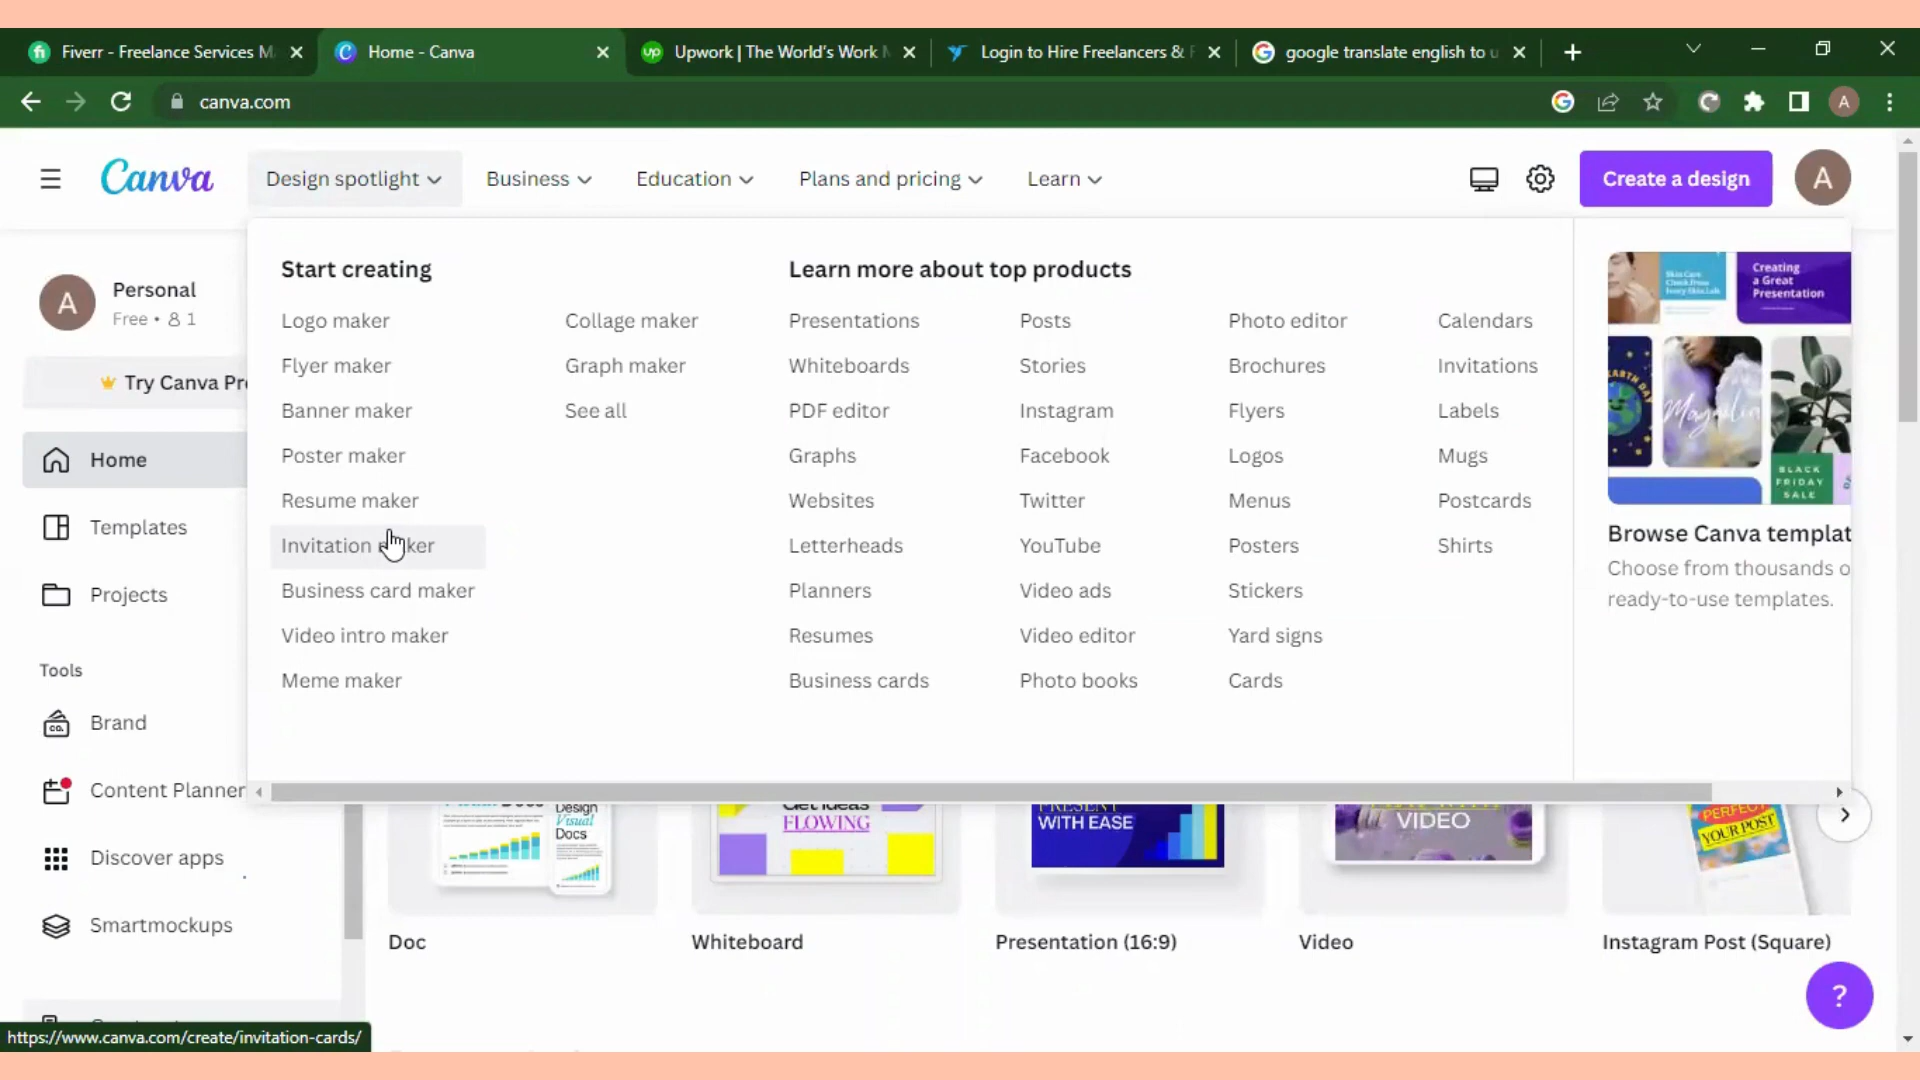 Fiverr - Freelance Services M
Home - Canva
Upwork | The World's Work
Login to Hire Freelancers &
google translate english to u
canva.com
A
Canva
Design spotlight
Business
Education
Plans and pricing
Learn
Create a design
A
A
Personal
Free • 1
Try Canva Pro
Home
Templates
Projects
Tools
Brand
CO.
Content Planner
Discover apps
Smartmockups
Start creating
Logo maker
Flyer maker
Banner maker
Poster maker
Resume maker
Invitation maker
Business card maker
Video intro maker
Meme maker
Collage maker
Graph maker
See all
Learn more about top products
Presentations
Whiteboards
PDF editor
Graphs
Websites
Letterheads
Planners
Resumes
Business cards
Posts
Stories
Instagram
Facebook
Twitter
YouTube
Video ads
Video editor
Photo books
Photo editor
Brochures
Flyers
Logos
Menus
Posters
Stickers
Yard signs
Cards
Calendars
Invitations
Labels
Mugs
Postcards
Shirts
Creating
a Great
Presentation
EARTH DAY
Magnolia
BLACK
FRIDAY
SALE
Browse Canva templat
Choose from thousands o
ready-to-use templates.
Design
Visual
Docs
Get Ideas
FLOWING
PRESENT
WITH EASE
VIDEO
PERFECT
YOUR POST
Doc
Whiteboard
Presentation (16:9)
Video
Instagram Post (Square)
?
https://www.canva.com/create/invitation-cards/